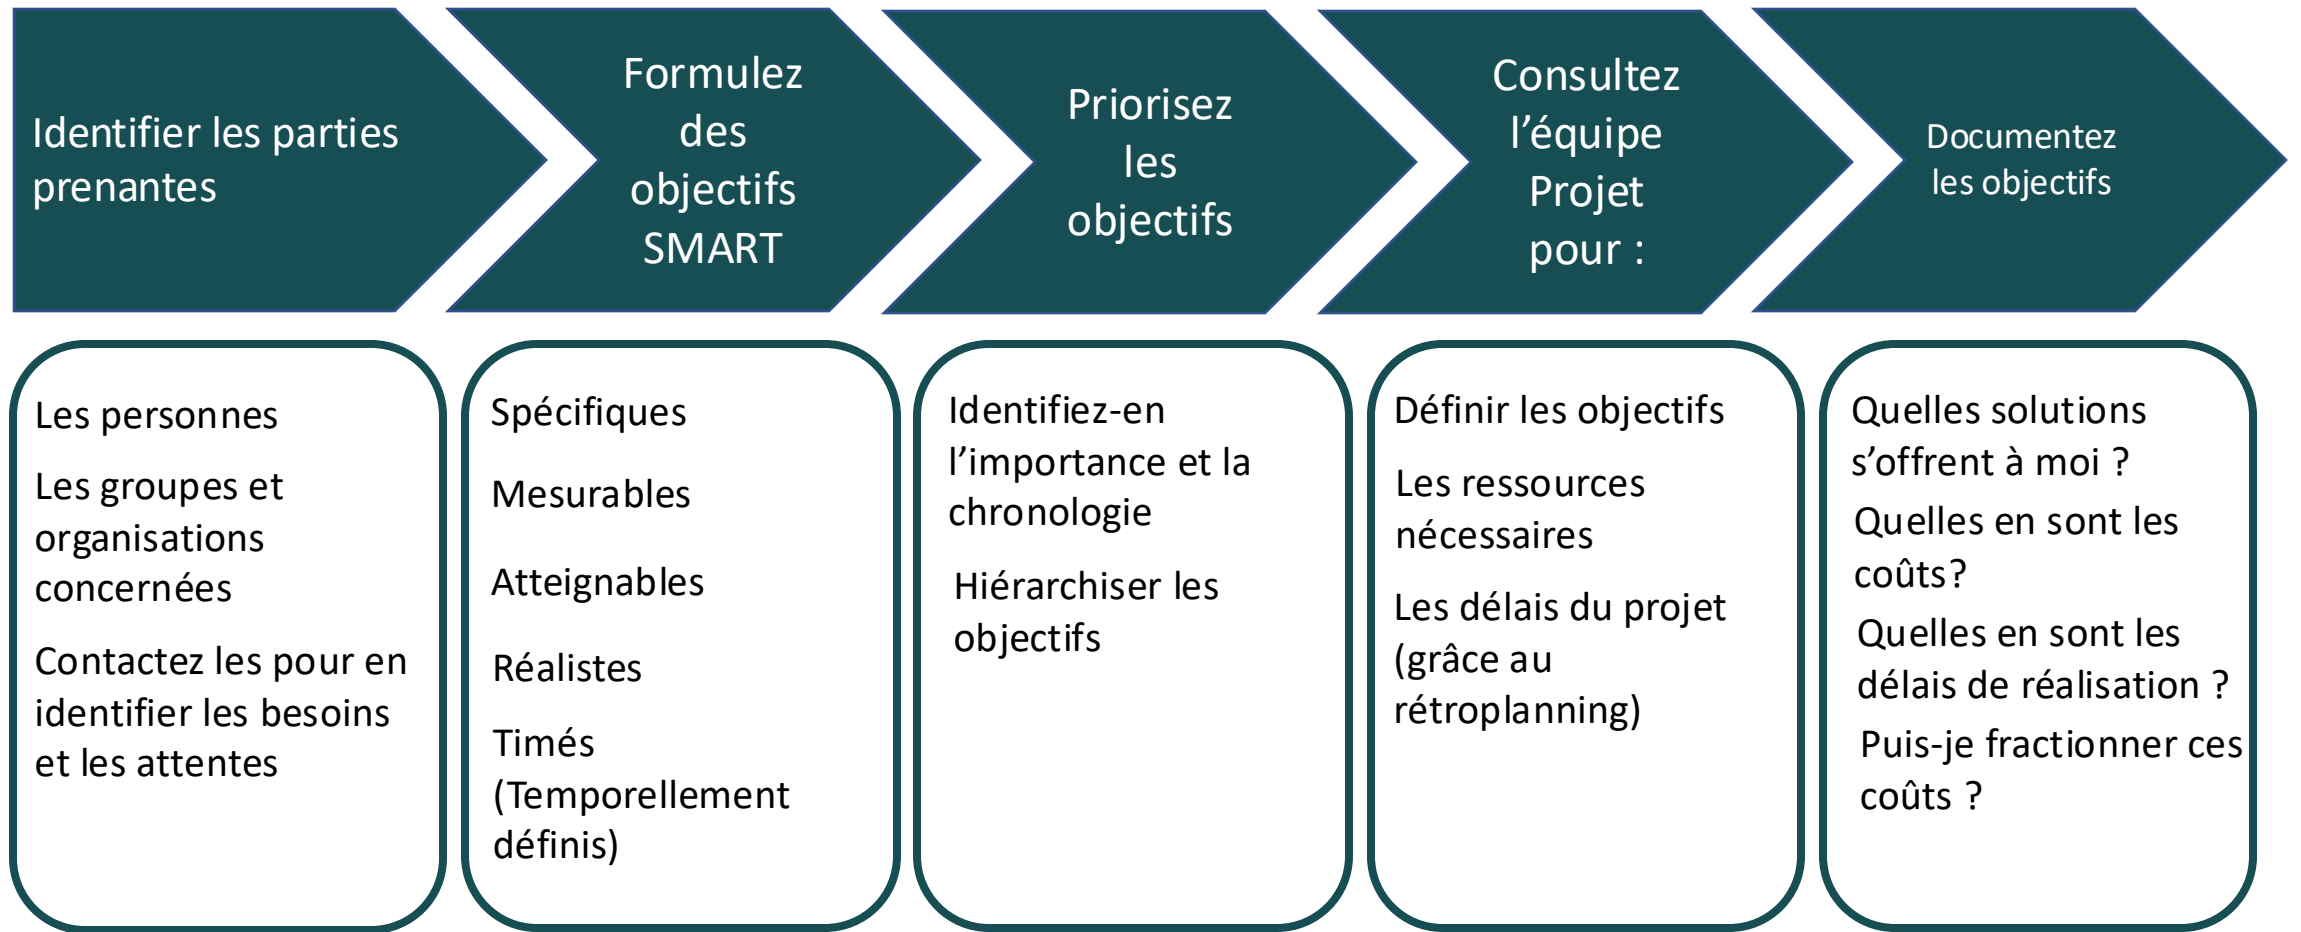 Identifier les parties
prenantes
Formulez
des
objectifs
SMART
Priorisez
les
objectifs
Consultez
l’équipe
Projet
pour :
Documentez
les objectifs
Les personnes
Les groupes et
organisations
concernées
Contactez les pour en
identifier les besoins
et les attentes
Spécifiques
Mesurables
Atteignables
Réalistes
Timés
(Temporellement
définis)
Identifiez-en
l’importance et la
chronologie
Hiérarchiser les
objectifs
Définir les objectifs
Les ressources
nécessaires
Les délais du projet
(grâce au
rétroplanning)
Quelles solutions
s’offrent à moi ?
Quelles en sont les
coûts?
Quelles en sont les
délais de réalisation ?
Puis-je fractionner ces
coûts ?